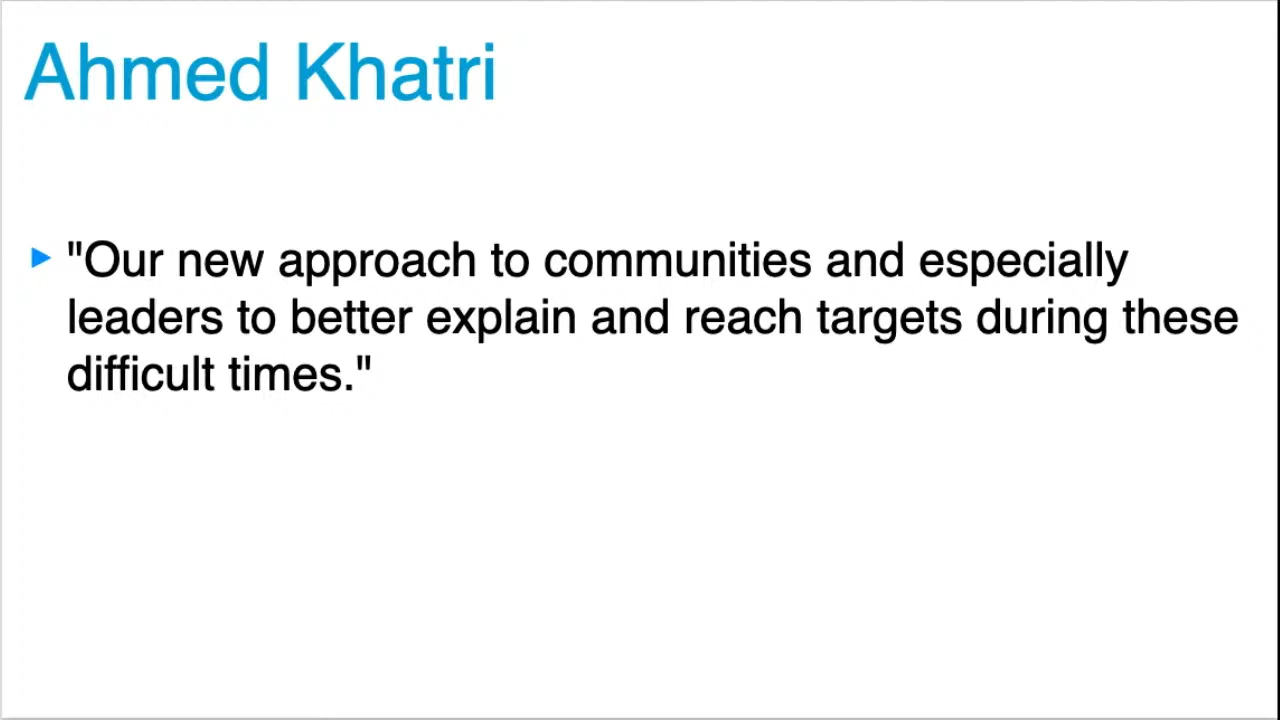 Ahmed Khatri
"Our new approach to communities and especially
leaders to better explain and reach targets during these
difficult times."